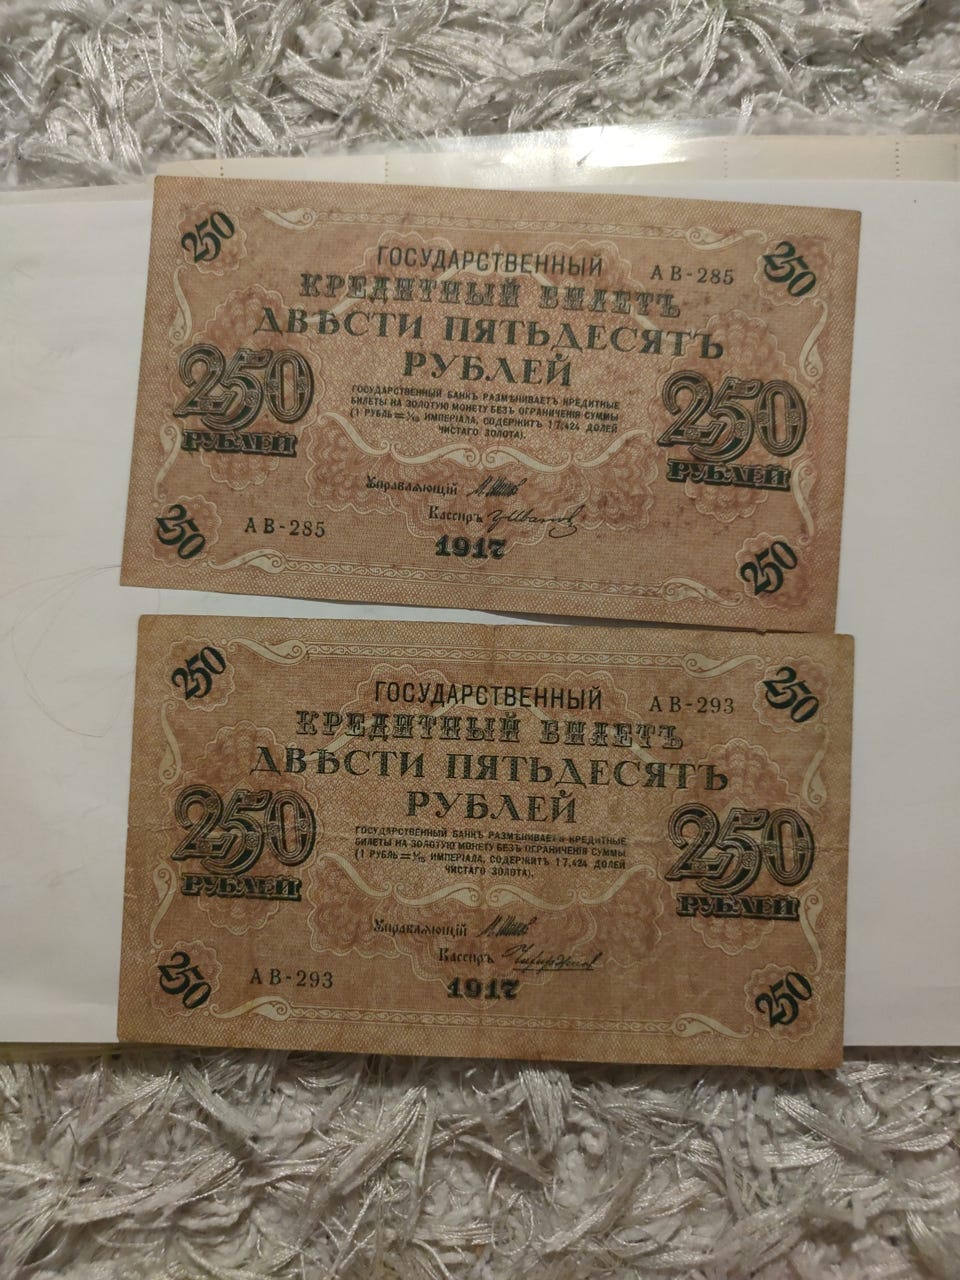 250
250
ГОСУДАРСТВЕННЫЙ
АВ-285
КРЕДИТНЫЙ БИЛЕТЪ
ДВѢСТИ ПЯТЬДЕСЯТЪ
РУБЛЕЙ
250
РУБЛЕЙ
ГОСУДАРСТВЕННЫЙ БАНКЪ РАЗМѢНИВАЕТЪ КРЕДИТНЫЕ
БИЛЕТЫ НА ЗОЛОТУЮ МОНЕТУ БЕЗЪ ОГРАНИЧЕНІЯ СУММЫ
(1 РУБЛЬ=1/15 ИМПЕРІАЛА, СОДЕРЖИТЪ 17,424 ДОЛЕЙ
ЧИСТАГО ЗОЛОТА).
250
РУБЛЕЙ
Управляющій
Кассиръ
250
АВ-285
1917
250
250
250
ГОСУДАРСТВЕННЫЙ
АВ-293
КРЕДИТНЫЙ БИЛЕТЪ
ДВѢСТИ ПЯТЬДЕСЯТЪ
РУБЛЕЙ
250
РУБЛЕЙ
ГОСУДАРСТВЕННЫЙ БАНКЪ РАЗМѢНИВАЕТЪ КРЕДИТНЫЕ
БИЛЕТЫ НА ЗОЛОТУЮ МОНЕТУ БЕЗЪ ОГРАНИЧЕНІЯ СУММЫ
(1 РУБЛЬ=1/15 ИМПЕРІАЛА, СОДЕРЖИТЪ 17,424 ДОЛЕЙ
ЧИСТАГО ЗОЛОТА).
250
РУБЛЕЙ
Управляющій
Кассиръ
250
АВ-293
1917
250